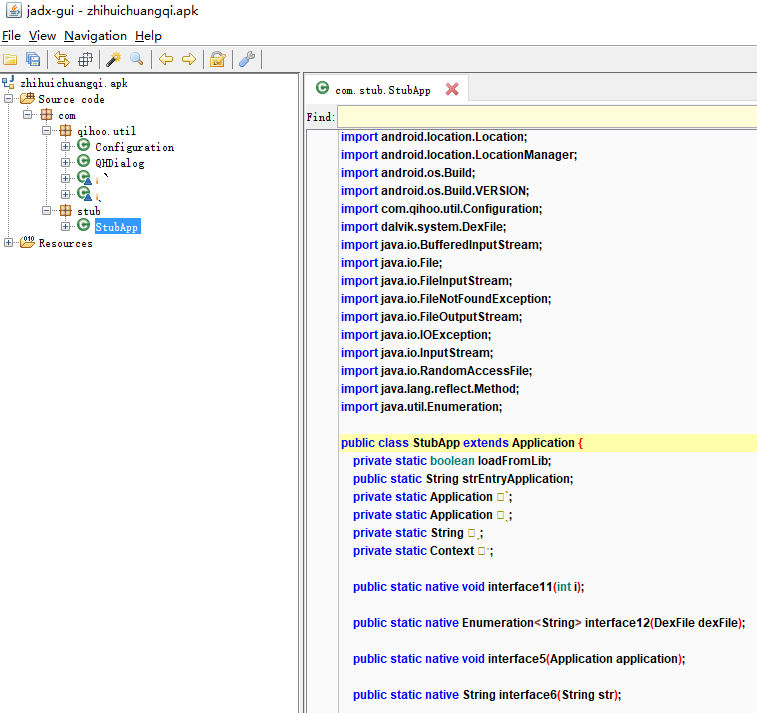 jadx-gui - zhihuichuangqi.apk
File View Navigation Help
zhihuichuangqi.apk
Source code
com
qihoo.util
Configuration
QHDialog
stub
StubApp
Resources
com.stub.StubApp
Find:
import android.location.Location;
import android.location.LocationManager;
import android.os.Build;
import android.os.Build.VERSION;
import com.qihoo.util.Configuration;
import dalvik.system.DexFile;
import java.io.BufferedInputStream;
import java.io.File;
import java.io.FileInputStream;
import java.io.FileNotFoundException;
import java.io.FileOutputStream;
import java.io.IOException;
import java.io.InputStream;
import java.io.RandomAccessFile;
import java.lang.reflect.Method;
import java.util.Enumeration;
public class StubApp extends Application {
private static boolean loadFromLib;
public static String strEntryApplication;
private static Application
private static Application
private static String
private static Context
public static native void interface11(int i);
public static native Enumeration<String> interface12(DexFile dexFile);
public static native void interface5(Application application);
public static native String interface6(String str);